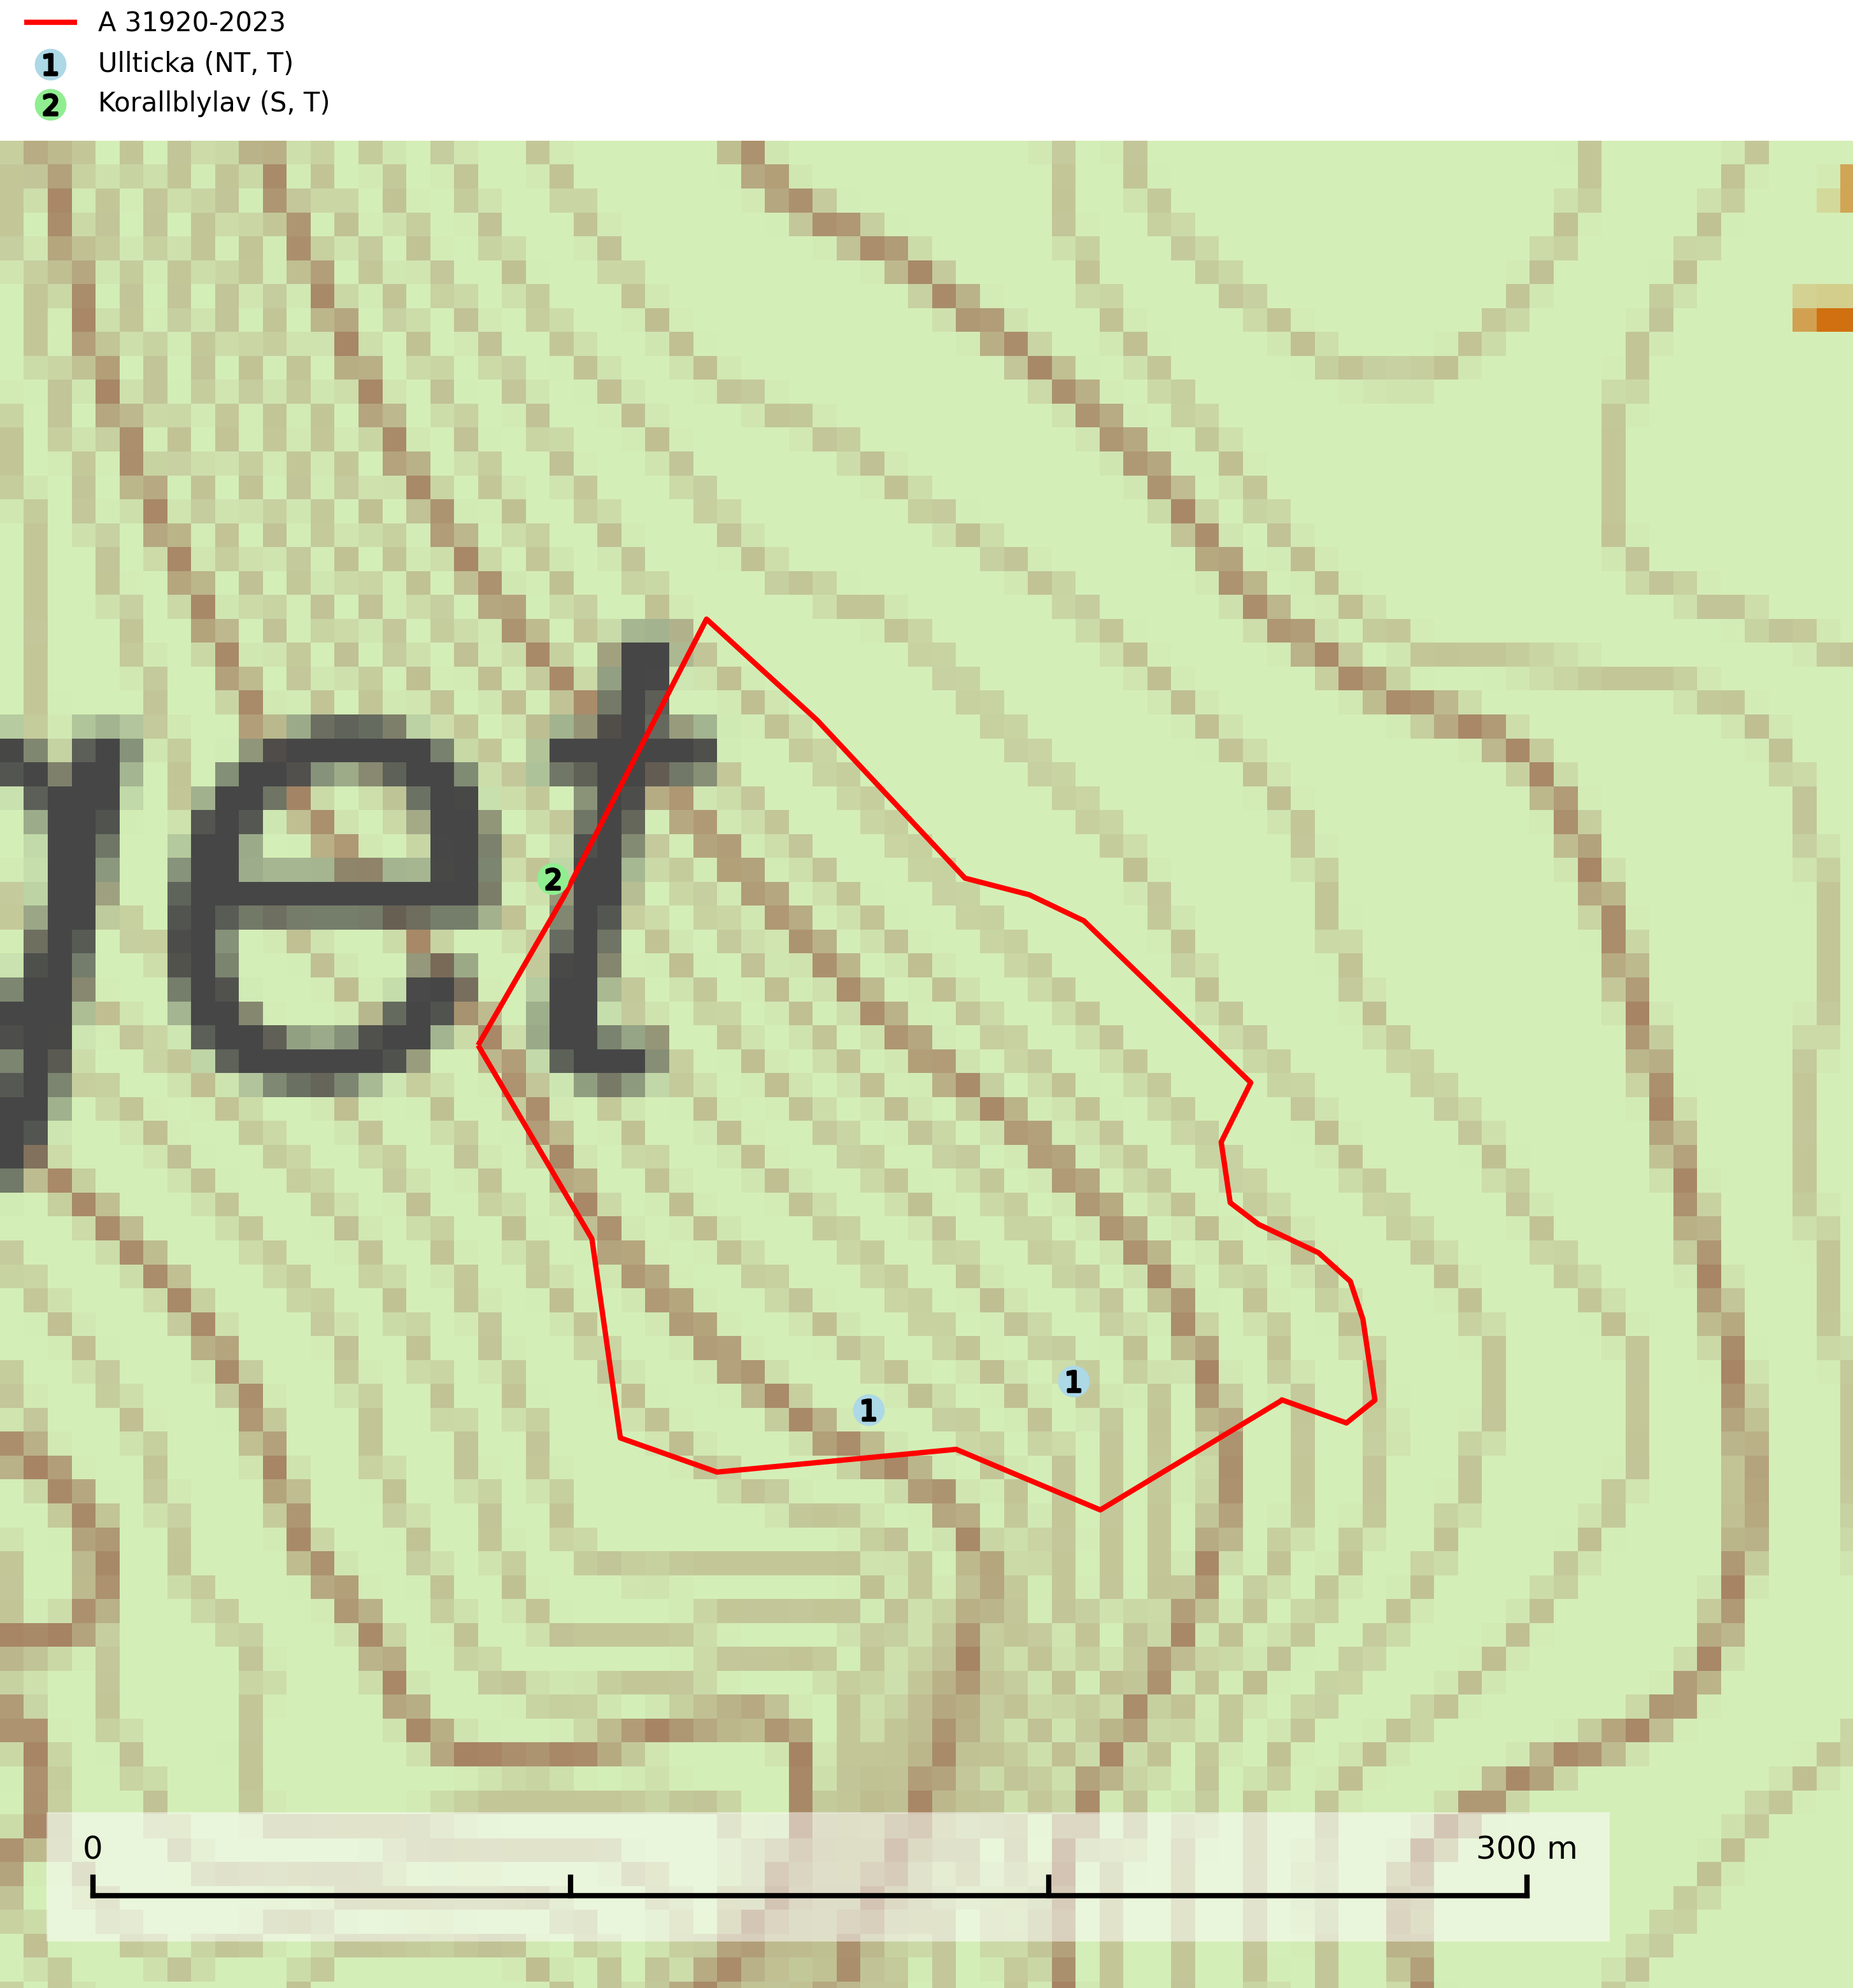 A 31920-2023
1 Ullticka (NT, T)
2 Korallblylav (S, T)
et
2
1
1
0 300 m